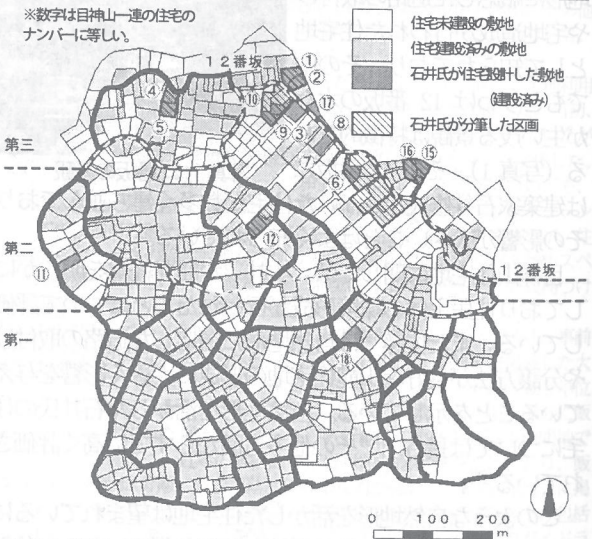 ※数字は目神山一連の住宅の
ナンバーに等しい。
住宅未建設の敷地
住宅建設済みの敷地
石井氏が住宅設計した敷地
(建設済み)
石井氏が分筆した区画
12番坂
①
②
④
⑩
⑰
⑤
⑨
③
⑧
⑦
⑯
⑮
⑥
第三
⑫
第二
⑪
12番坂
第一
⑱
0 100 200
m